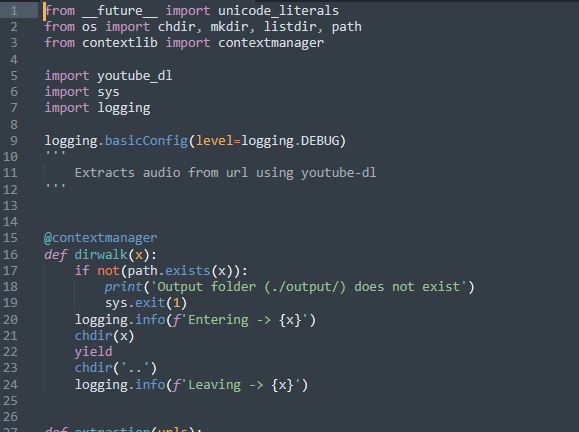 1 from __future__ import unicode_literals
2 from os import chdir, mkdir, listdir, path
3 from contextlib import contextmanager
4
5 import youtube_dl
6 import sys
7 import logging
8
9 logging.basicConfig(level=logging.DEBUG)
10 '''
11     Extracts audio from url using youtube-dl
12 '''
13
14
15 @contextmanager
16 def dirwalk(x):
17     if not(path.exists(x)):
18         print('Output folder (./output/) does not exist')
19         sys.exit(1)
20     logging.info(f'Entering -> {x}')
21     chdir(x)
22     yield
23     chdir('..')
24     logging.info(f'Leaving -> {x}')
25
26
27 def extraction(urls):